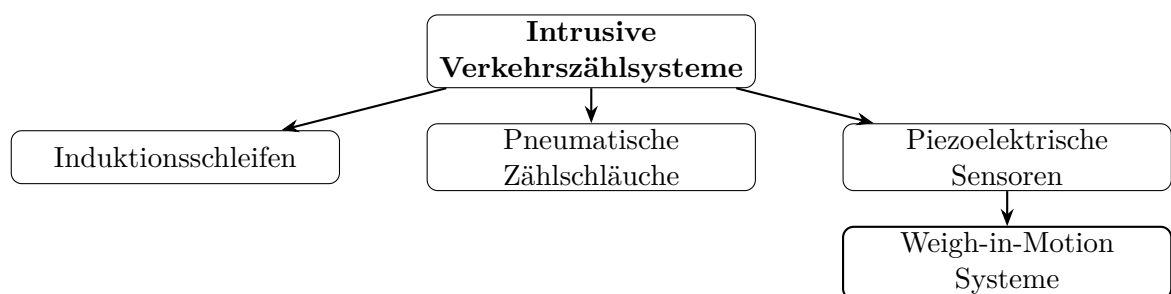 Intrusive
Verkehrszählsysteme
Induktionsschleifen
Pneumatische
Zählschläuche
Piezoelektrische
Sensoren
Weigh-in-Motion
Systeme